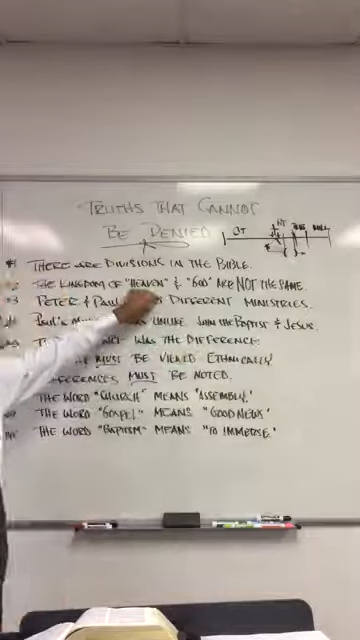 TRUTHS THAT CANNOT
BE DENIED
OT
NT
#1 THERE ARE DIVISIONS IN THE BIBLE.
THE KINGDOM OF "HEAVEN" & "GOD" ARE NOT THE SAME
#3 PETER & PAUL DIFFERENT MINISTRIES.
PAUL'S UNLIKE JOHN THE BAPTIST & JESUS.
WAS THE DIFFERENCE.
MUST BE VIEWED ETHNICALLY
MUST BE NOTED.
THE WORD "CHURCH" MEANS "ASSEMBLY."
THE WORD "GOSPEL" MEANS "GOOD NEWS"
THE WORD "BAPTISM" MEANS "TO IMMERSE."